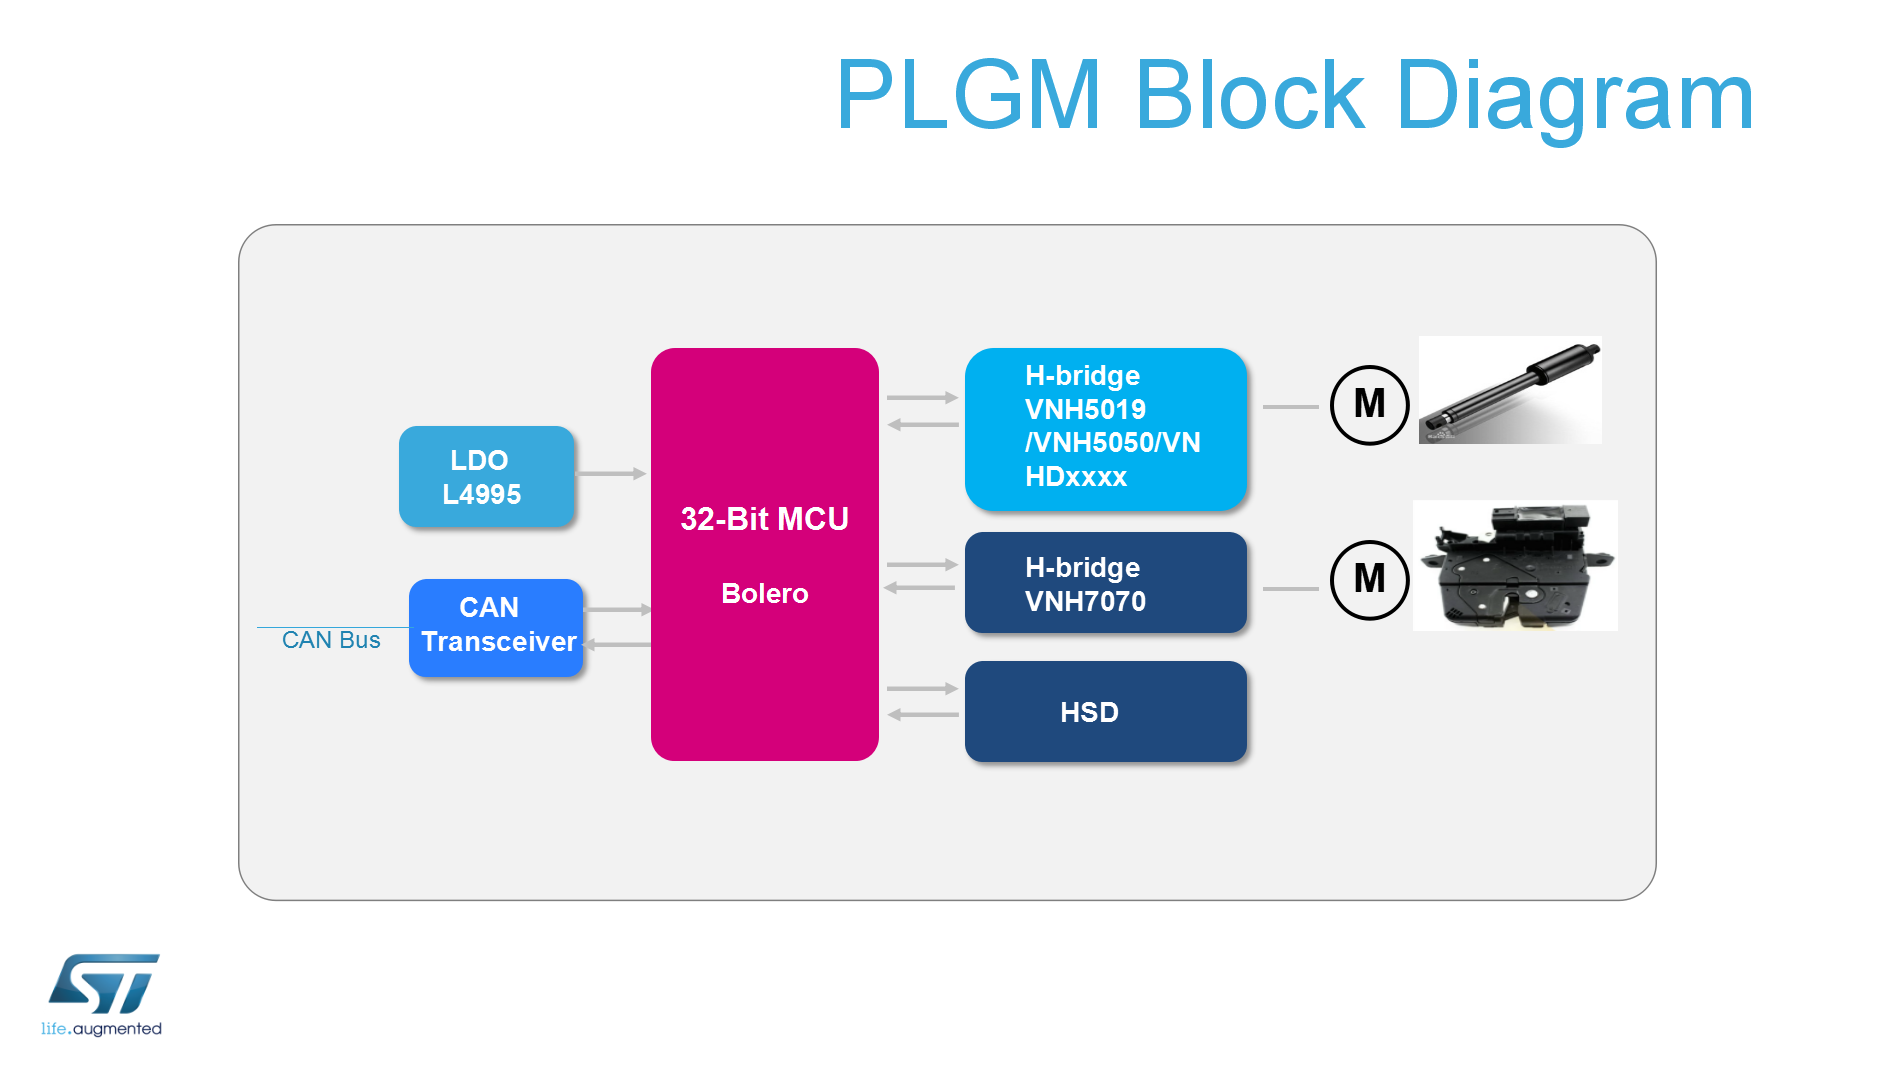 PLGM Block Diagram
LDO
L4995
CAN
Transceiver
CAN Bus
32-Bit MCU
Bolero
H-bridge
VNH5019
/VNH5050/VN
HDxxxx
H-bridge
VNH7070
HSD
M
M
ST
life.augmented